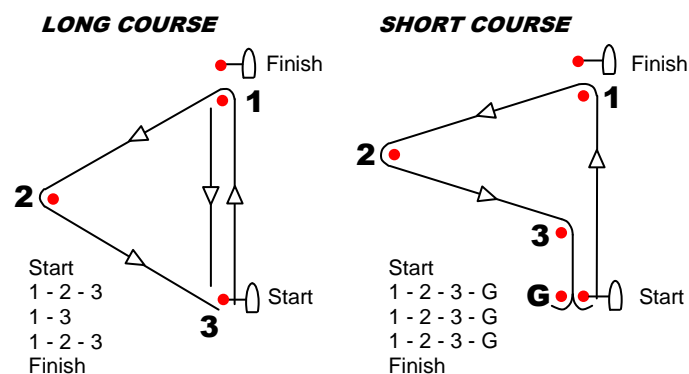 LONG COURSE
Finish
1
2
Start
1 - 2 - 3
1 - 3
1 - 2 - 3
Finish
3
Start
SHORT COURSE
Finish
1
2
3
Start
1 - 2 - 3 - G
1 - 2 - 3 - G
1 - 2 - 3 - G
Finish
G
Start